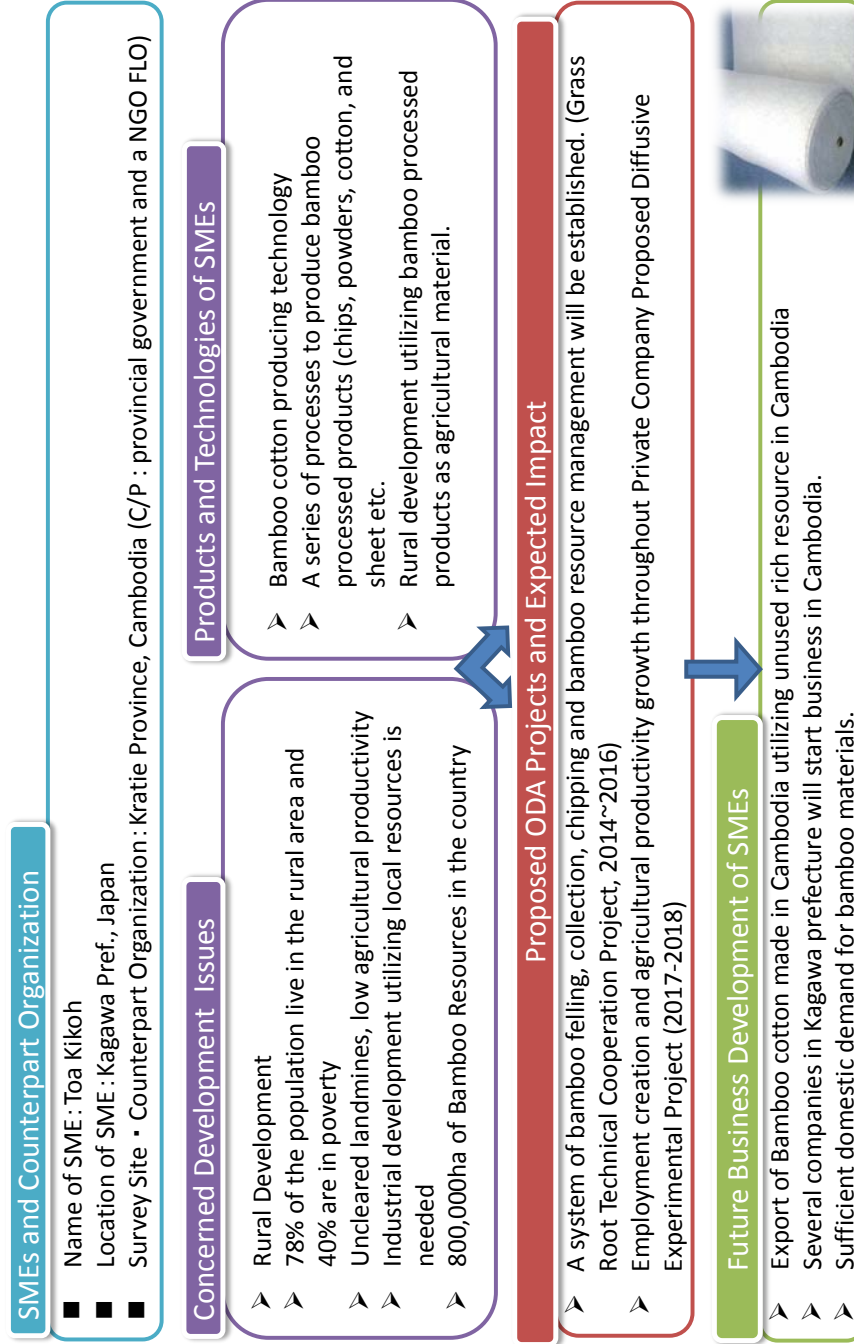 SMEs and Counterpart Organization
■ Name of SME : Toa Kikoh
■ Location of SME : Kagawa Pref., Japan
■ Survey Site・Counterpart Organization : Kratie Province, Cambodia (C/P : provincial government and a NGO FLO)
Concerned Development Issues
➢ Rural Development
➢ 78% of the population live in the rural area and
40% are in poverty
➢ Uncleared landmines, low agricultural productivity
➢ Industrial development utilizing local resources is
needed
➢ 800,000ha of Bamboo Resources in the country
Products and Technologies of SMEs
➢ Bamboo cotton producing technology
➢ A series of processes to produce bamboo
processed products (chips, powders, cotton, and
sheet etc.
➢ Rural development utilizing bamboo processed
products as agricultural material.
Proposed ODA Projects and Expected Impact
➢ A system of bamboo felling, collection, chipping and bamboo resource management will be established. (Grass
Root Technical Cooperation Project, 2014~2016)
➢ Employment creation and agricultural productivity growth throughout Private Company Proposed Diffusive
Experimental Project (2017-2018)
Future Business Development of SMEs
➢ Export of Bamboo cotton made in Cambodia utilizing unused rich resource in Cambodia
➢ Several companies in Kagawa prefecture will start business in Cambodia.
➢ Sufficient domestic demand for bamboo materials.